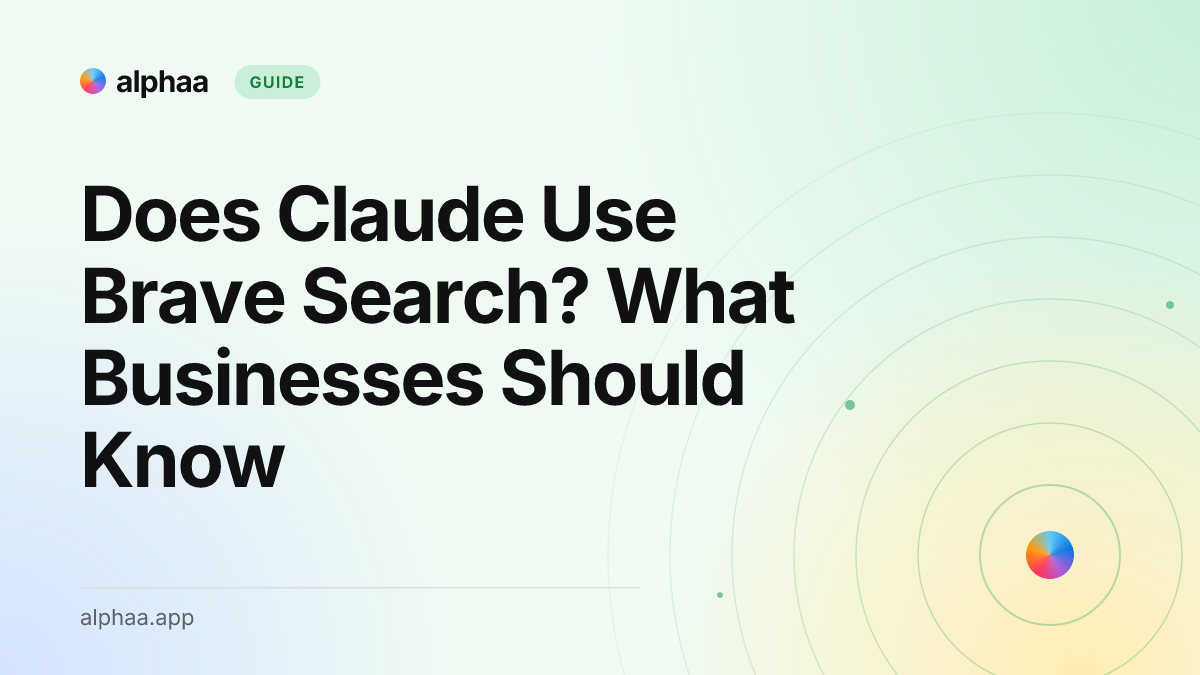 alphaa
GUIDE
Does Claude Use
Brave Search? What
Businesses Should
Know
alphaa.app